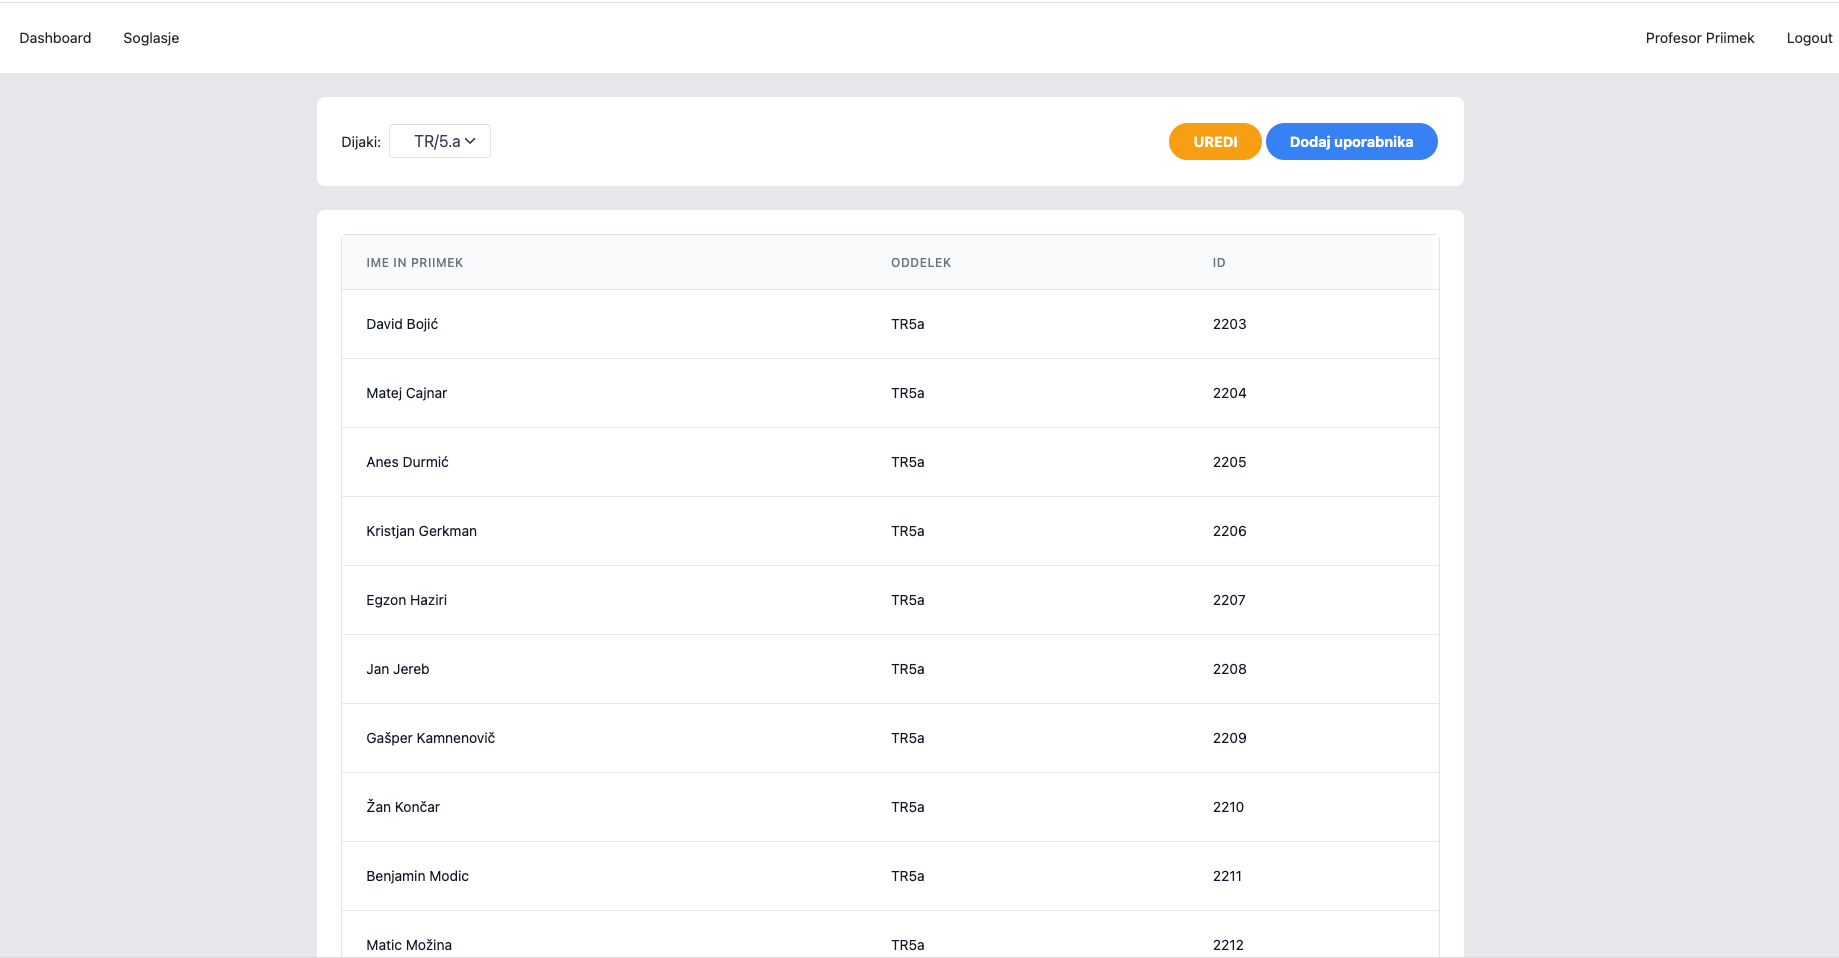 Dashboard Soglasje Profesor Priimek Logout
Dijaki: TR/5.a UREDI Dodaj uporabnika
IME IN PRIIMEK ODDELEK ID
David Bojić TR5a 2203
Matej Cajnar TR5a 2204
Anes Durmić TR5a 2205
Kristjan Gerkman TR5a 2206
Egzon Haziri TR5a 2207
Jan Jereb TR5a 2208
Gašper Kamnenovič TR5a 2209
Žan Končar TR5a 2210
Benjamin Modic TR5a 2211
Matic Možina TR5a 2212